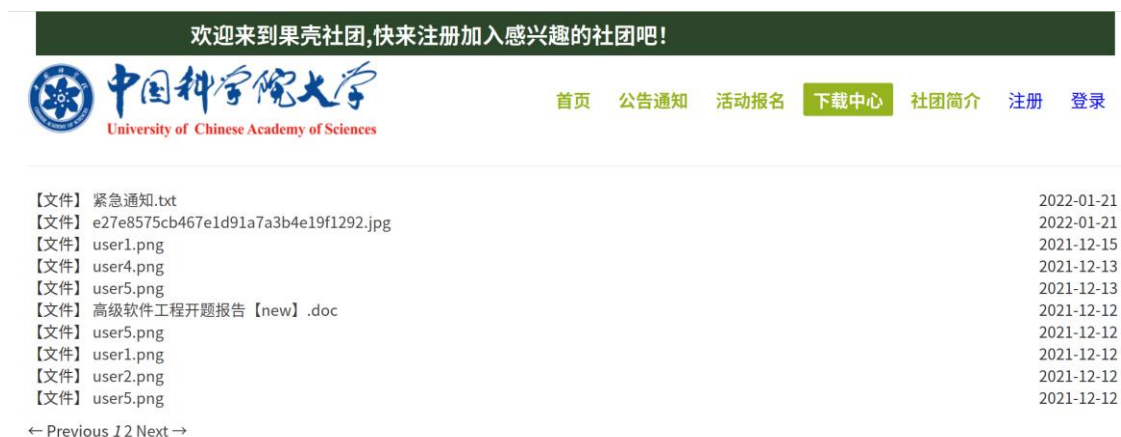 欢迎来到果壳社团,快来注册加入感兴趣的社团吧!
中国科学院大学
University of Chinese Academy of Sciences
首页 公告通知 活动报名 下载中心 社团简介 注册 登录
【文件】 紧急通知.txt 2022-01-21
【文件】 e27e8575cb467e1d91a7a3b4e19f1292.jpg 2022-01-21
【文件】 user1.png 2021-12-15
【文件】 user4.png 2021-12-13
【文件】 user5.png 2021-12-13
【文件】 高级软件工程开题报告【new】.doc 2021-12-12
【文件】 user5.png 2021-12-12
【文件】 user1.png 2021-12-12
【文件】 user2.png 2021-12-12
【文件】 user5.png 2021-12-12
← Previous 1 2 Next →